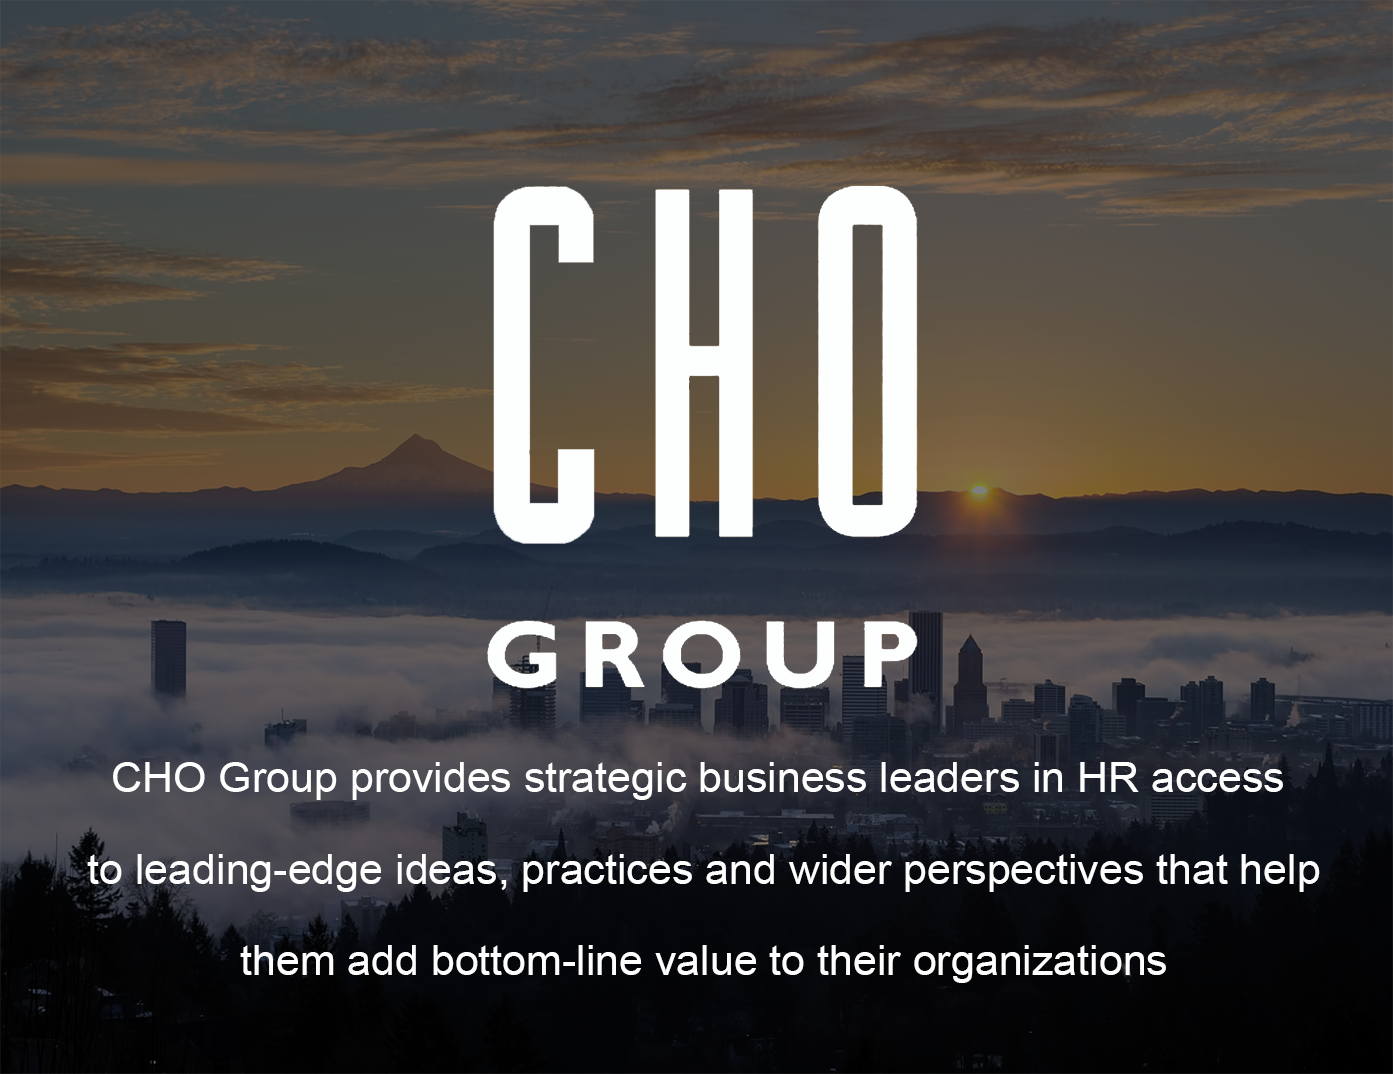 CHO
GROUP
CHO Group provides strategic business leaders in HR access
to leading-edge ideas, practices and wider perspectives that help
them add bottom-line value to their organizations